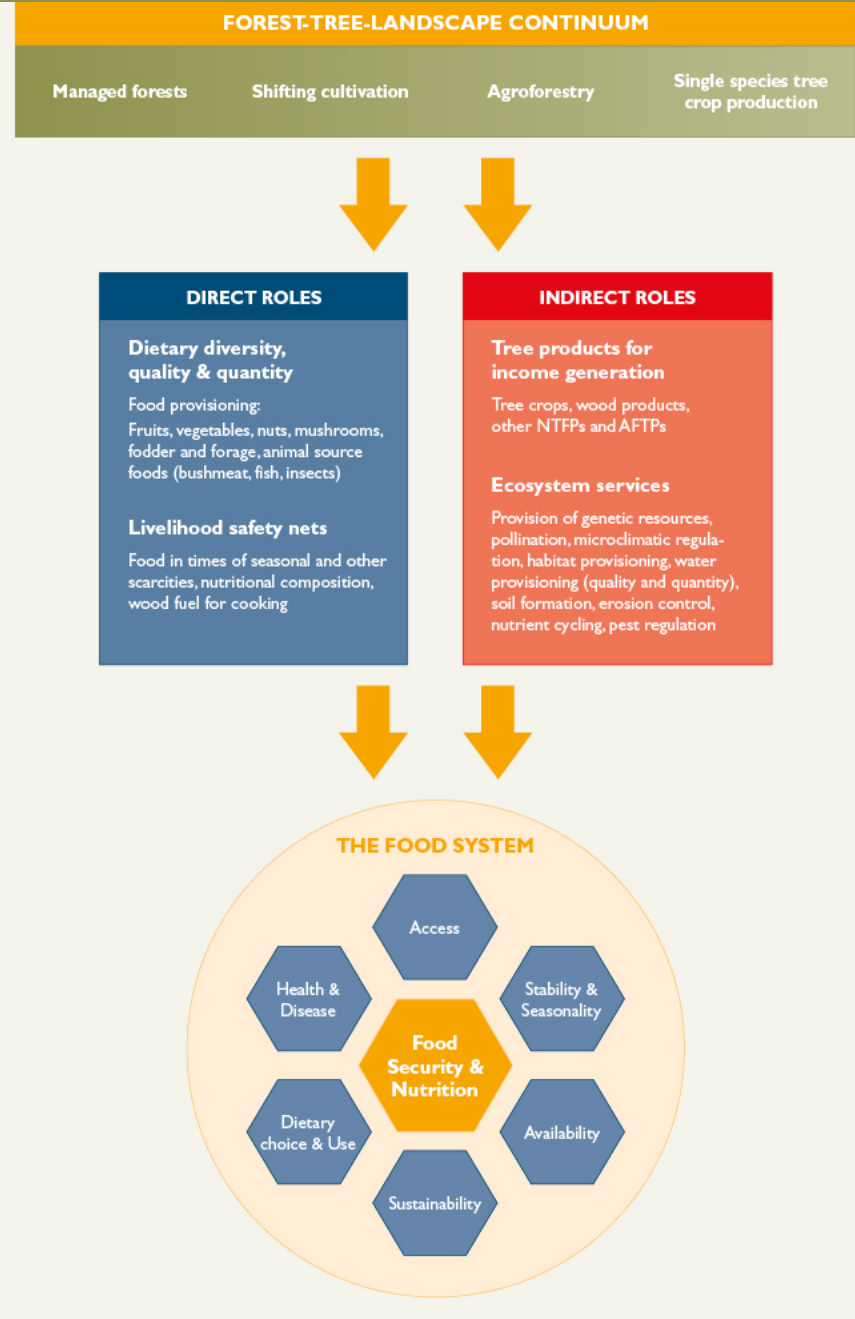 FOREST-TREE-LANDSCAPE CONTINUUM
Managed forests
Shifting cultivation
Agroforestry
Single species tree
crop production
DIRECT ROLES
Dietary diversity,
quality & quantity
Food provisioning:
Fruits, vegetables, nuts, mushrooms,
fodder and forage, animal source
foods (bushmeat, fish, insects)
Livelihood safety nets
Food in times of seasonal and other
scarcities, nutritional composition,
wood fuel for cooking
INDIRECT ROLES
Tree products for
income generation
Tree crops, wood products,
other NTFPs and AFTPs
Ecosystem services
Provision of genetic resources,
pollination, microclimatic regula-
tion, habitat provisioning, water
provisioning (quality and quantity),
soil formation, erosion control,
nutrient cycling, pest regulation
THE FOOD SYSTEM
Access
Health &
Disease
Stability &
Seasonality
Food
Security &
Nutrition
Dietary
choice & Use
Availability
Sustainability